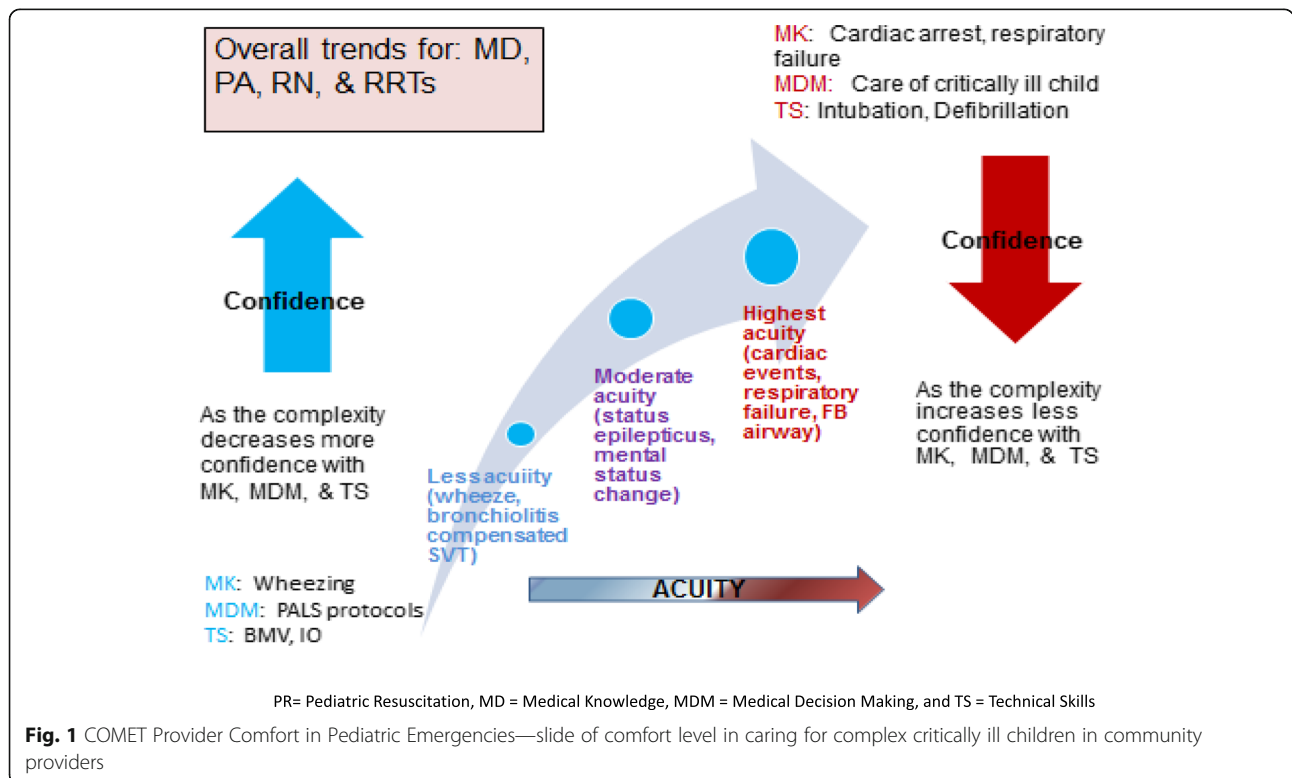 Overall trends for: MD,
PA, RN, & RRTs
MK: Cardiac arrest, respiratory
failure
MDM: Care of critically ill child
TS: Intubation, Defibrillation
Confidence
As the complexity
decreases more
confidence with
MK, MDM, & TS
MK: Wheezing
MDM: PALS protocols
TS: BMV, IO
Less acuiity
(wheeze,
bronchiolitis
compensated
SVT)
Moderate
acuity
(status
epilepticus,
mental
status
change)
Highest
acuity
(cardiac
events,
respiratory
failure, FB
airway)
Confidence
As the complexity
increases less
confidence with
MK, MDM, & TS
ACUITY
PR= Pediatric Resuscitation, MD = Medical Knowledge, MDM = Medical Decision Making, and TS = Technical Skills
Fig. 1 COMET Provider Comfort in Pediatric Emergencies—slide of comfort level in caring for complex critically ill children in community
providers